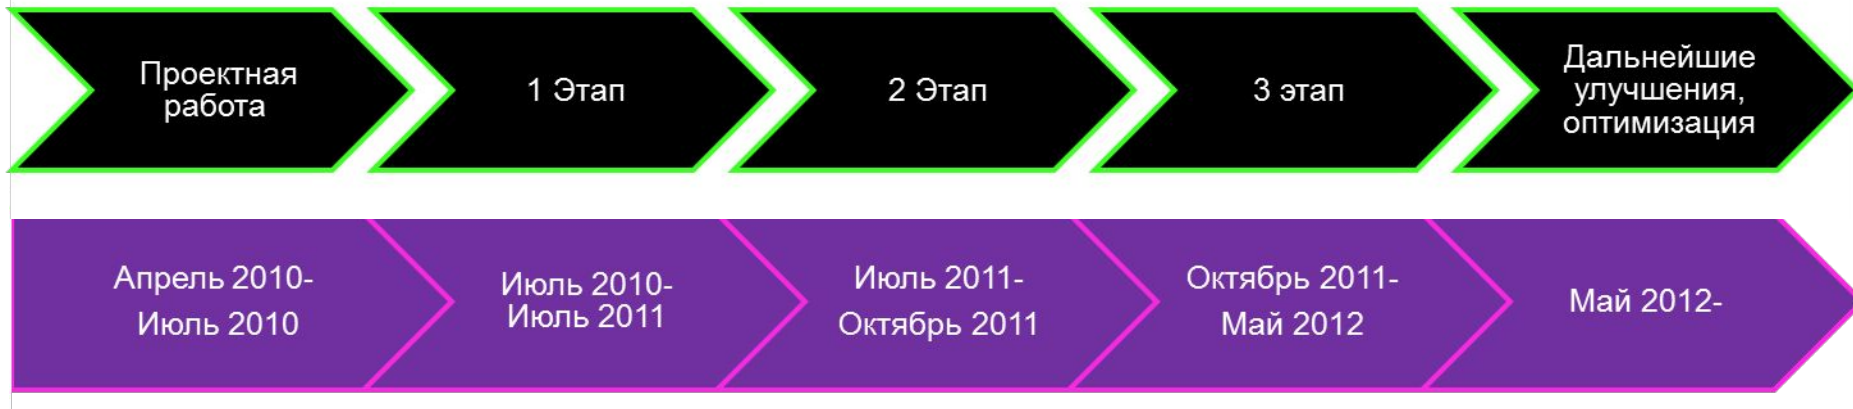 Проектная
работа
1 Этап
2 Этап
3 этап
Дальнейшие
улучшения,
оптимизация
Апрель 2010-
Июль 2010
Июль 2010-
Июль 2011
Июль 2011-
Октябрь 2011
Октябрь 2011-
Май 2012
Май 2012-